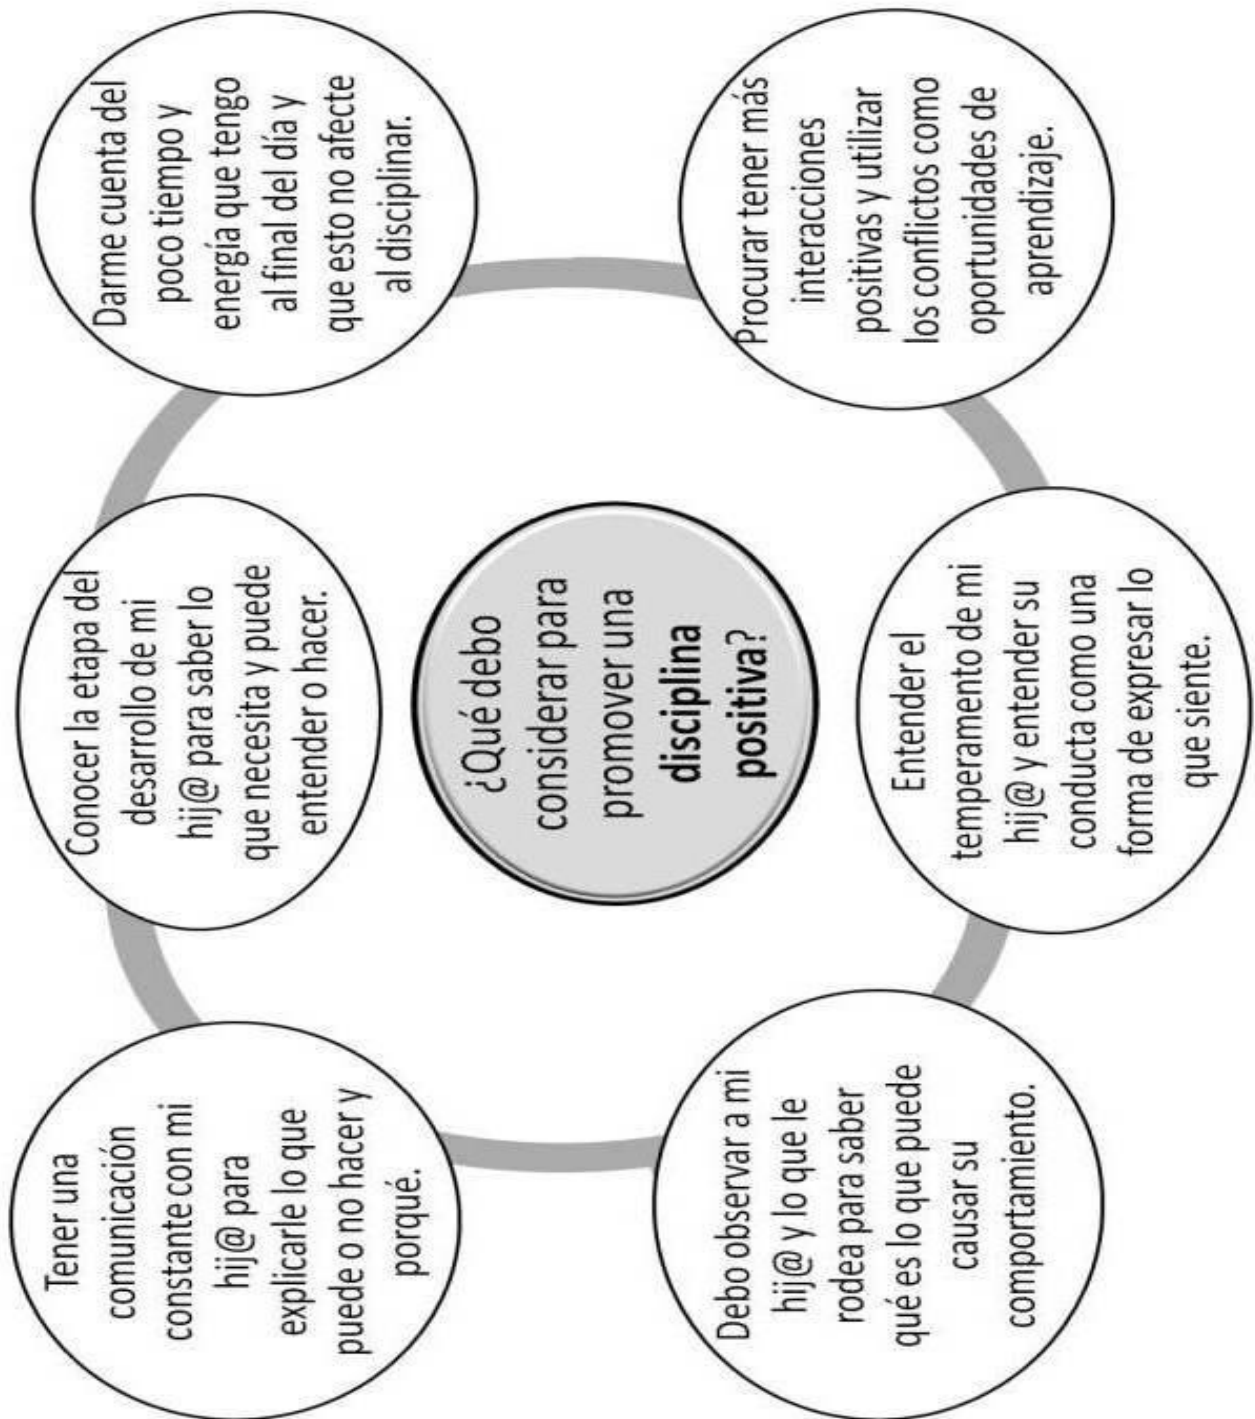 Tener una
comunicación
constante con mi
hij@ para
explicarle lo que
puede o no hacer y
porqué.
Conocer la etapa del
desarrollo de mi
hij@ para saber lo
que necesita y puede
entender o hacer.
Darme cuenta del
poco tiempo y
energía que tengo
al final del día y
que esto no afecte
al disciplinar.
¿Qué debo
considerar para
promover una
disciplina
positiva?
Debo observar a mi
hij@ y lo que le
rodea para saber
qué es lo que puede
causar su
comportamiento.
Entender el
temperamento de mi
hij@ y entender su
conducta como una
forma de expresar lo
que siente.
Procurar tener más
interacciones
positivas y utilizar
los conflictos como
oportunidades de
aprendizaje.